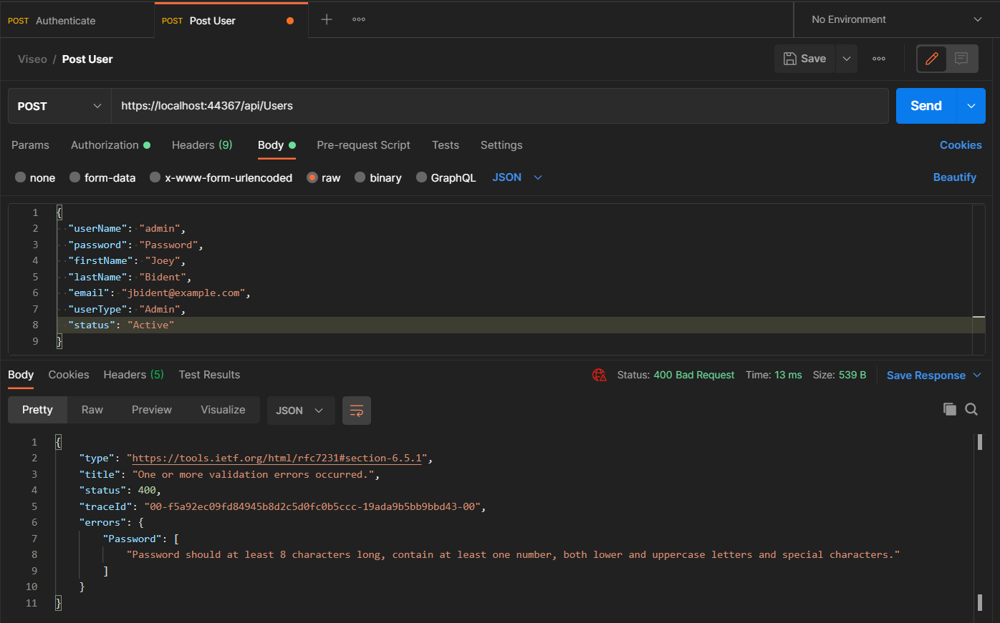 POST Authenticate POST Post User No Environment
Viseo / Post User Save
POST https://localhost:44367/api/Users Send
Params Authorization Headers (9) Body Pre-request Script Tests Settings Cookies
none form-data x-www-form-urlencoded raw binary GraphQL JSON Beautify
1 {
2 "userName": "admin",
3 "password": "Password",
4 "firstName": "Joey",
5 "lastName": "Bident",
6 "email": "jbident@example.com",
7 "userType": "Admin",
8 "status": "Active"
9 }
Body Cookies Headers (5) Test Results Status: 400 Bad Request Time: 13 ms Size: 539 B Save Response
Pretty Raw Preview Visualize JSON
1 {
2 "type": "https://tools.ietf.org/html/rfc7231#section-6.5.1",
3 "title": "One or more validation errors occurred.",
4 "status": 400,
5 "traceId": "00-f5a92ec09fd84945b8d2c5d0fc0b5ccc-19ada9b5bb9bbd43-00",
6 "errors": {
7 "Password": [
8 "Password should at least 8 characters long, contain at least one number, both lower and uppercase letters and special characters."
9 ]
10 }
11 }